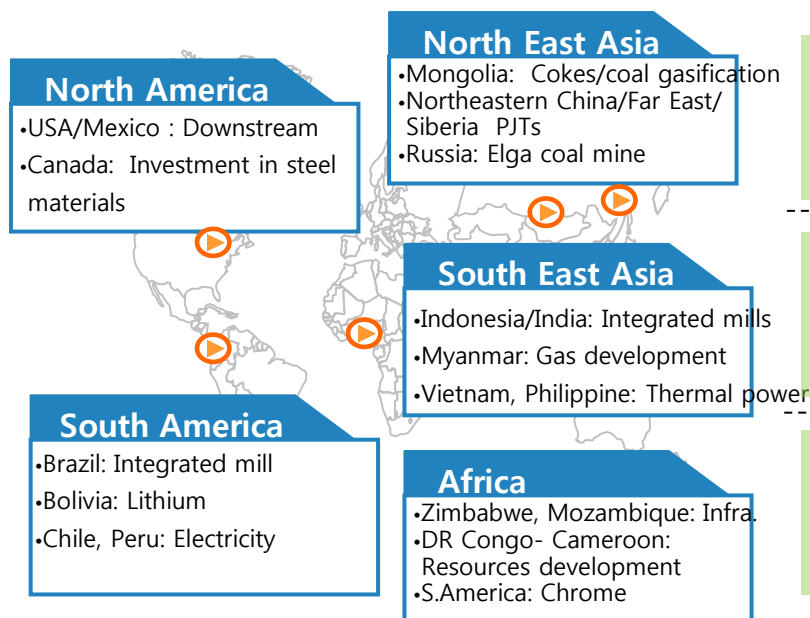 North America
•USA/Mexico : Downstream
•Canada:  Investment in steel
materials
North East Asia
•Mongolia:  Cokes/coal gasification
•Northeastern China/Far East/
Siberia  PJTs
•Russia: Elga coal mine
South East Asia
•Indonesia/India: Integrated mills
•Myanmar: Gas development
•Vietnam, Philippine: Thermal power
South America
•Brazil: Integrated mill
•Bolivia: Lithium
•Chile, Peru: Electricity
Africa
•Zimbabwe, Mozambique: Infra.
•DR Congo- Cameroon:
Resources development
•S.America: Chrome